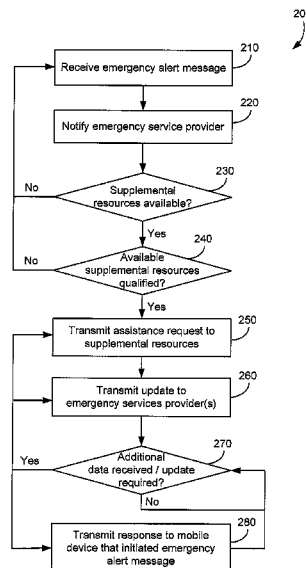 20
210
Receive emergency alert message
220
Notify emergency service provider
230
No
Supplemental
resources available?
Yes
240
No
Available
supplemental resources
qualified?
Yes
250
Transmit assistance request to
supplemental resources
260
Transmit update to
emergency services provider(s)
270
Yes
Additional
data received / update
required?
No
280
Transmit response to mobile
device that initiated emergency
alert message